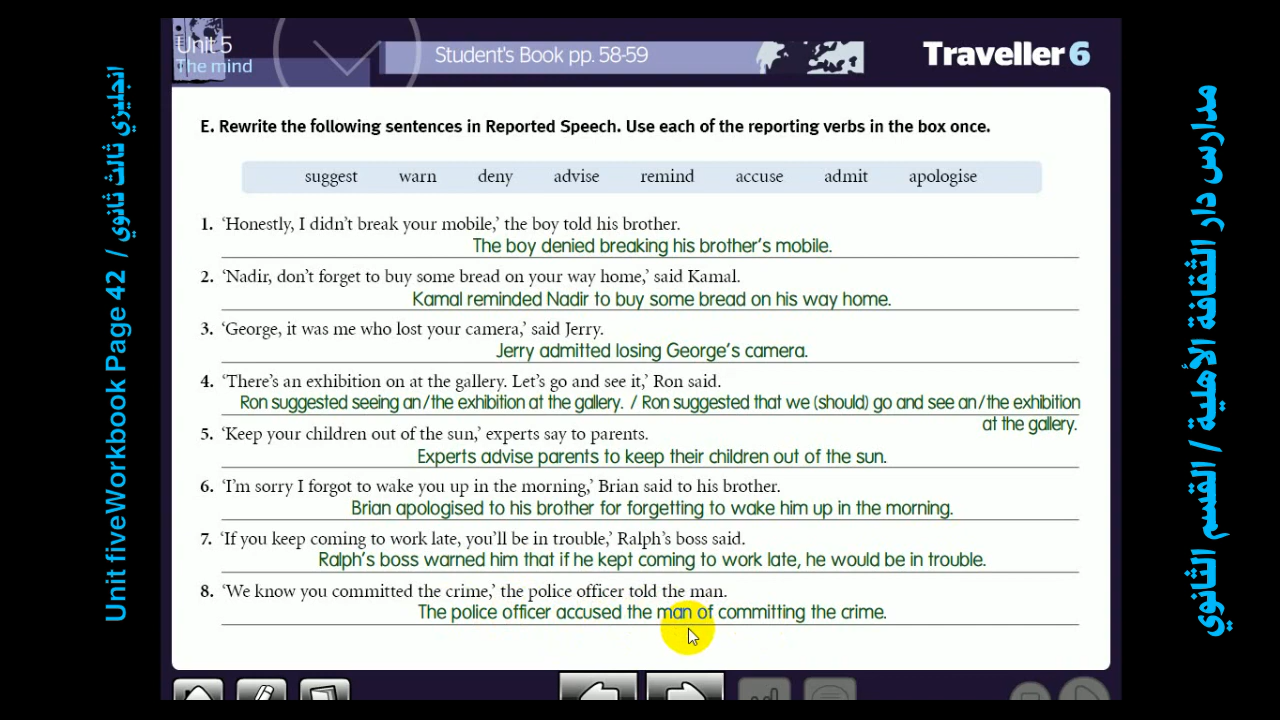 Unit 5
The mind
Student's Book pp. 58-59
Traveller 6
E. Rewrite the following sentences in Reported Speech. Use each of the reporting verbs in the box once.
suggest warn deny advise remind accuse admit apologise
1. ‘Honestly, I didn’t break your mobile,’ the boy told his brother.
The boy denied breaking his brother’s mobile.
2. ‘Nadir, don’t forget to buy some bread on your way home,’ said Kamal.
Kamal reminded Nadir to buy some bread on his way home.
3. ‘George, it was me who lost your camera,’ said Jerry.
Jerry admitted losing George’s camera.
4. ‘There’s an exhibition on at the gallery. Let’s go and see it,’ Ron said.
Ron suggested seeing an/the exhibition at the gallery. / Ron suggested that we (should) go and see an/the exhibition
at the gallery.
5. ‘Keep your children out of the sun,’ experts say to parents.
Experts advise parents to keep their children out of the sun.
6. ‘I’m sorry I forgot to wake you up in the morning,’ Brian said to his brother.
Brian apologised to his brother for forgetting to wake him up in the morning.
7. ‘If you keep coming to work late, you’ll be in trouble,’ Ralph’s boss said.
Ralph’s boss warned him that if he kept coming to work late, he would be in trouble.
8. ‘We know you committed the crime,’ the police officer told the man.
The police officer accused the man of committing the crime.
Unit fiveWorkbook Page 42 / انجليزي ثالث ثانوي
مدارس دار الثقافة الأهلية / القسم الثانوي